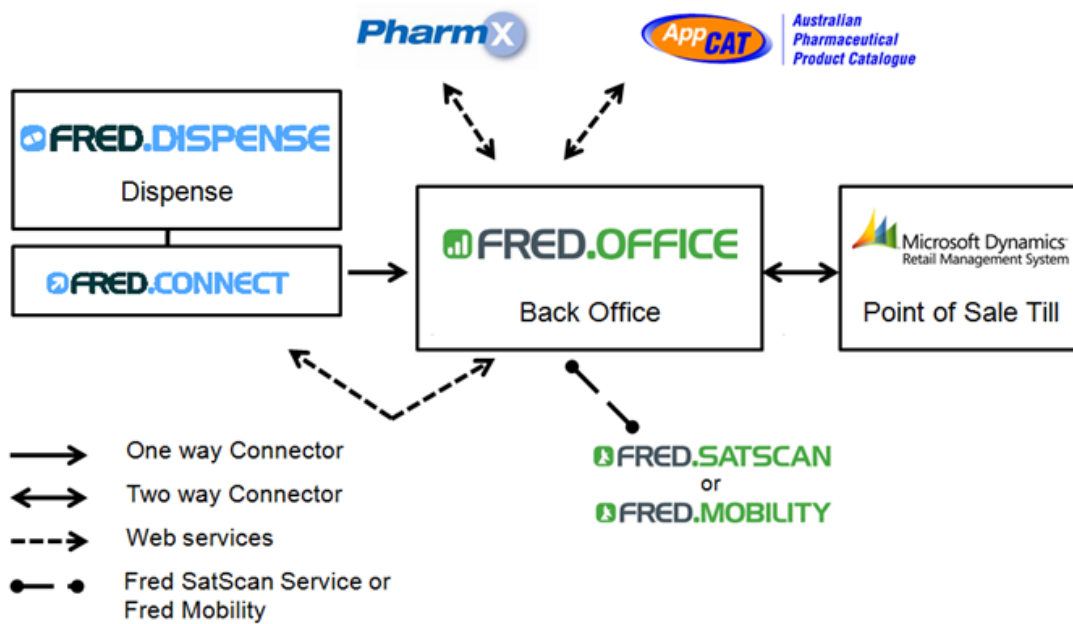 PharmX
AppCAT
Australian
Pharmaceutical
Product Catalogue
FRED.DISPENSE
Dispense
FRED.CONNECT
FRED.OFFICE
Back Office
Microsoft Dynamics
Retail Management System
Point of Sale Till
One way Connector
Two way Connector
Web services
Fred SatScan Service or
Fred Mobility
FRED.SATSCAN
or
FRED.MOBILITY